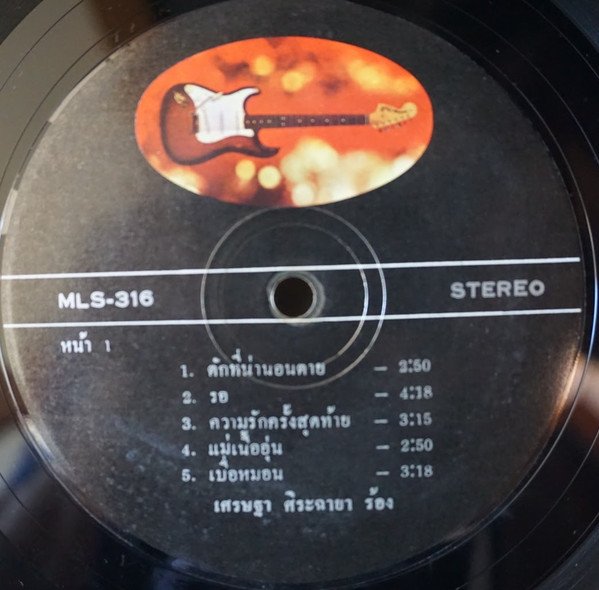 MLS-316
STEREO
หน้า 1
1. ตักที่น่านอนตาย – 2:50
2. รอ – 4:18
3. ความรักครั้งสุดท้าย – 3:15
4. แม่เนื้ออุ่น – 2:50
5. เบื่อหมอน – 3:18
เศรษฐา ศิระฉายา ร้อง